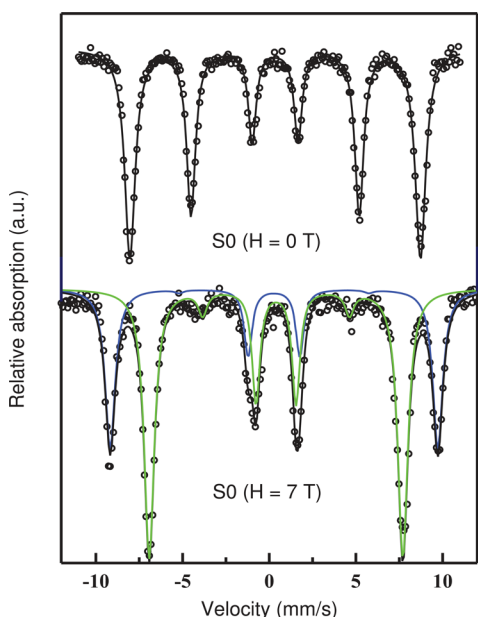 Relative absorption (a.u.)
S0 (H = 0 T)
S0 (H = 7 T)
-10 -5 0 5 10
Velocity (mm/s)